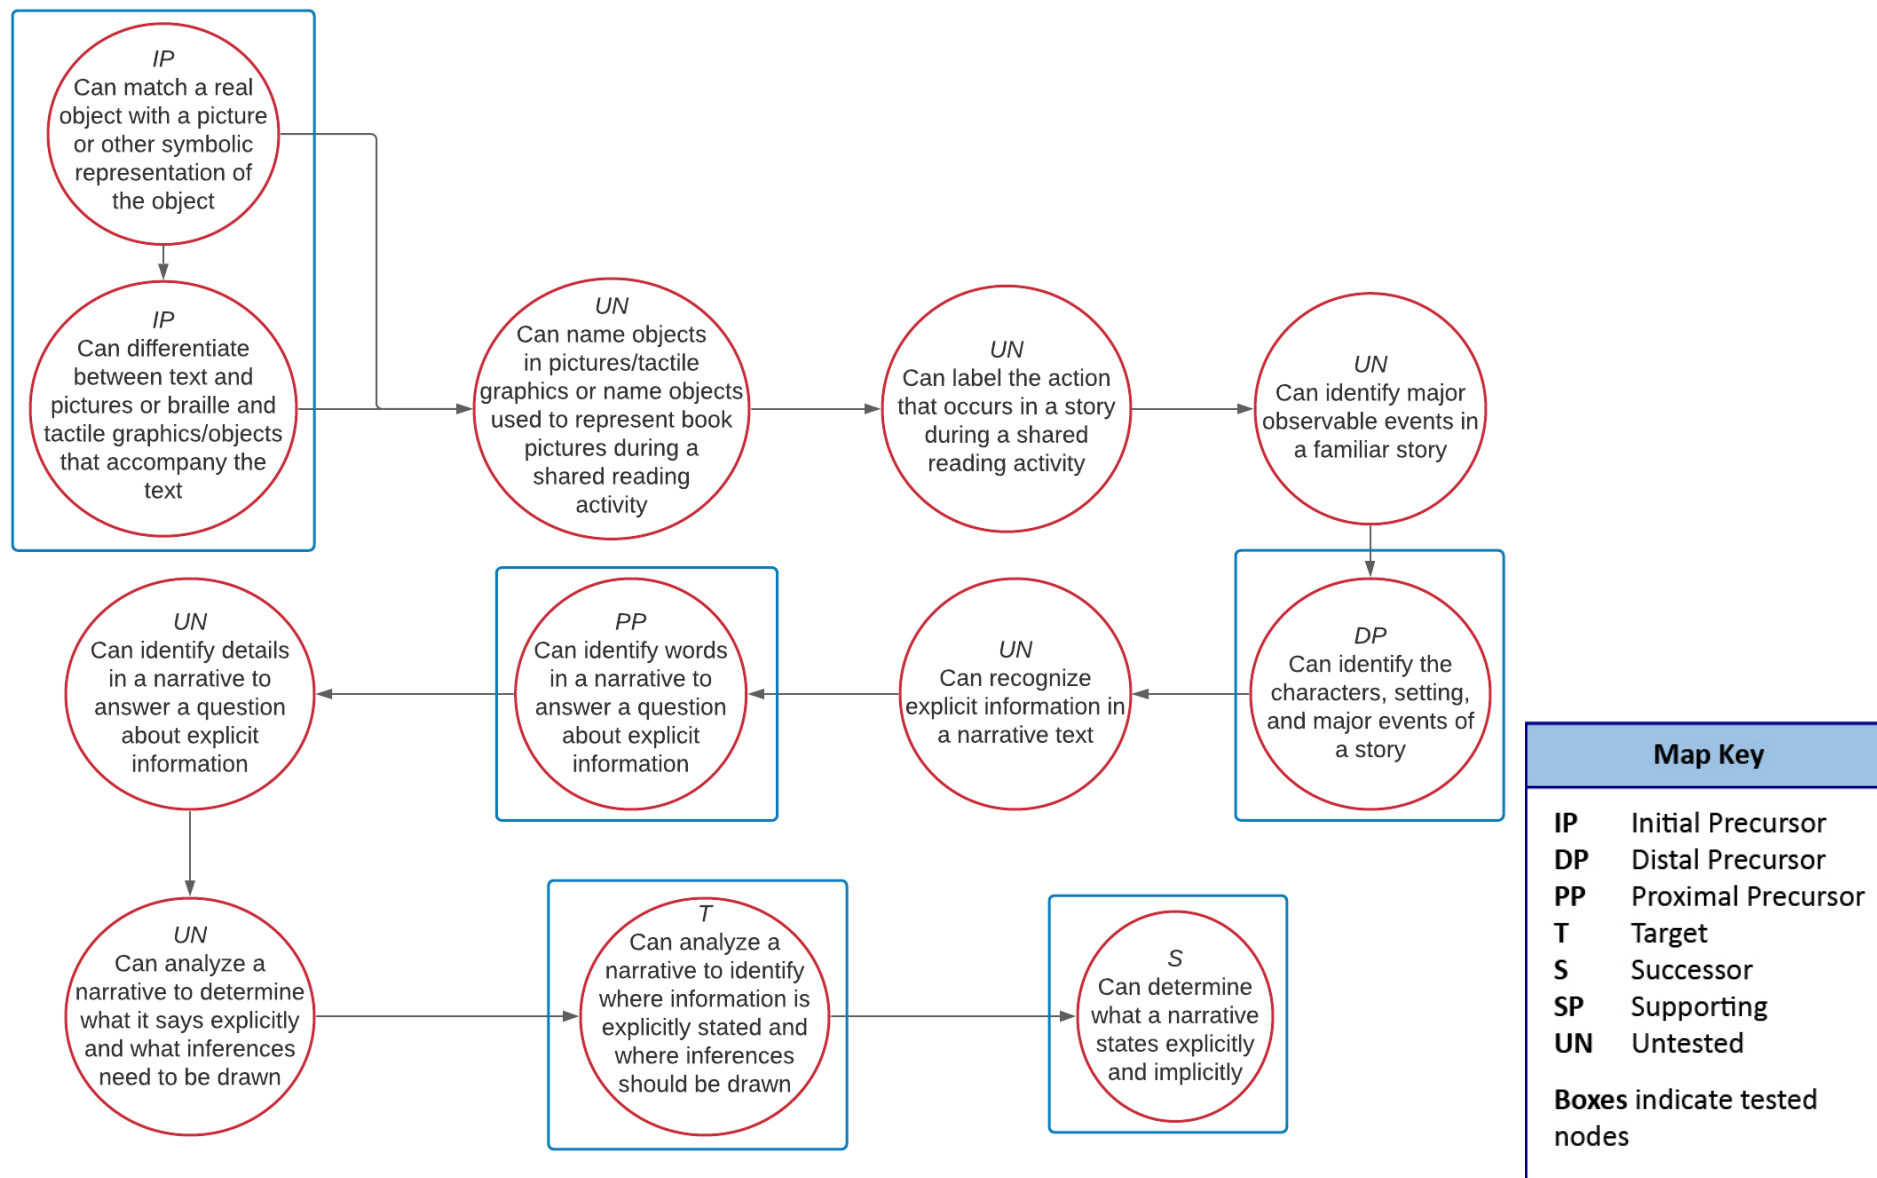 IP
Can match a real
object with a picture
or other symbolic
representation of
the object
IP
Can differentiate
between text and
pictures or braille and
tactile graphics/objects
that accompany the
text
UN
Can name objects
in pictures/tactile
graphics or name objects
used to represent book
pictures during a
shared reading
activity
UN
Can label the action
that occurs in a story
during a shared
reading activity
UN
Can identify major
observable events in
a familiar story
DP
Can identify the
characters, setting,
and major events of
a story
UN
Can recognize
explicit information in
a narrative text
PP
Can identify words
in a narrative to
answer a question
about explicit
information
UN
Can identify details
in a narrative to
answer a question
about explicit
information
UN
Can analyze a
narrative to determine
what it says explicitly
and what inferences
need to be drawn
T
Can analyze a
narrative to identify
where information is
explicitly stated and
where inferences
should be drawn
S
Can determine
what a narrative
states explicitly
and implicitly
Map Key
IP Initial Precursor
DP Distal Precursor
PP Proximal Precursor
T Target
S Successor
SP Supporting
UN Untested
Boxes indicate tested
nodes